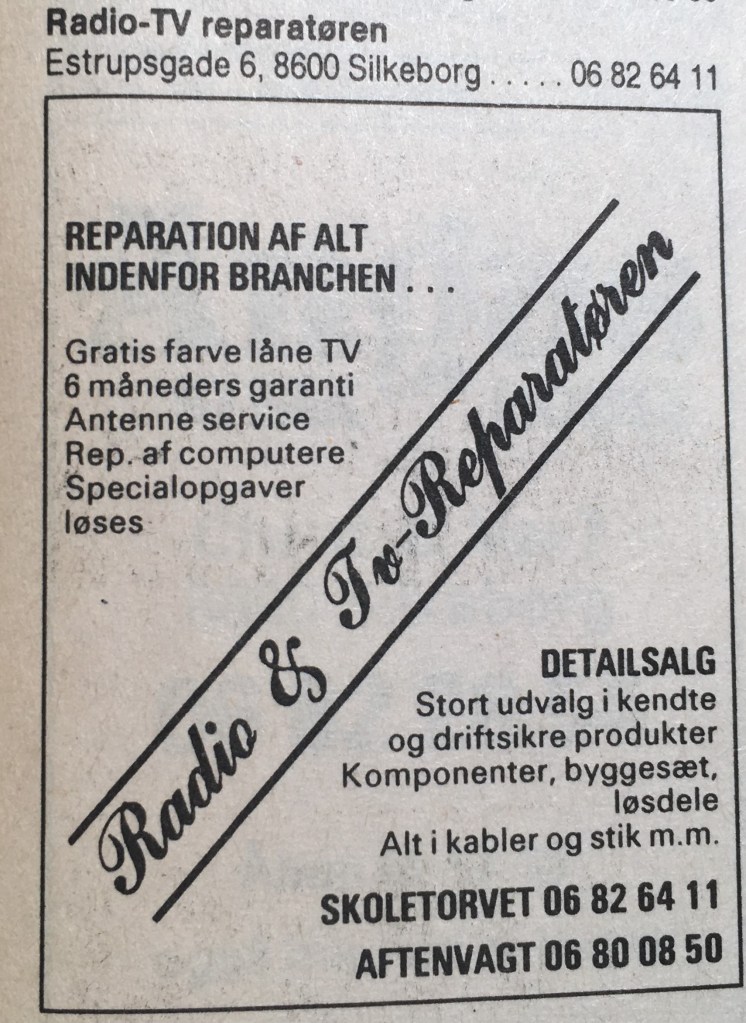 Radio-TV reparatøren
Estrupsgade 6, 8600 Silkeborg ..... 06 82 64 11
REPARATION AF ALT
INDENFOR BRANCHEN ...
Gratis farve låne TV
6 måneders garanti
Antenne service
Rep. af computere
Specialopgaver
løses
Radio & Tv-Reparatøren
DETAILSALG
Stort udvalg i kendte
og driftsikre produkter
Komponenter, byggesæt,
løsdele
Alt i kabler og stik m.m.
SKOLETORVET 06 82 64 11
AFTENVAGT 06 80 08 50